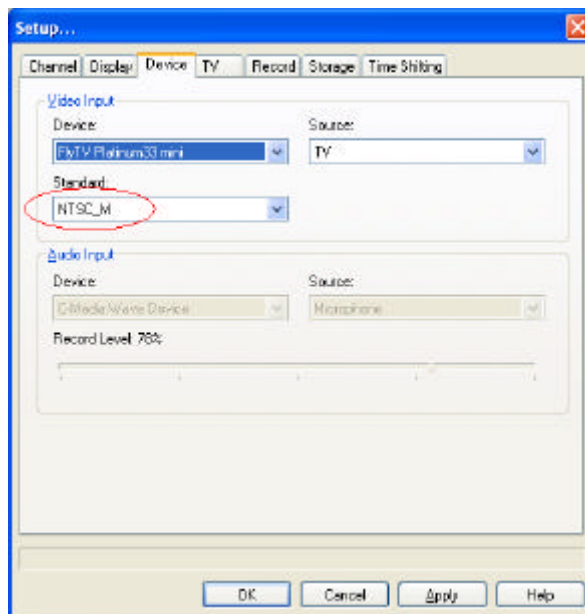 Setup...
Channel Display Device TV Record Storage Time Shifting
Video Input
Device: Source:
FlyTV Platinum33 mini TV
Standard:
NTSC_M
Audio Input
Device: Source:
C-Media Wave Device Microphone
Record Level: 78%
OK Cancel Apply Help